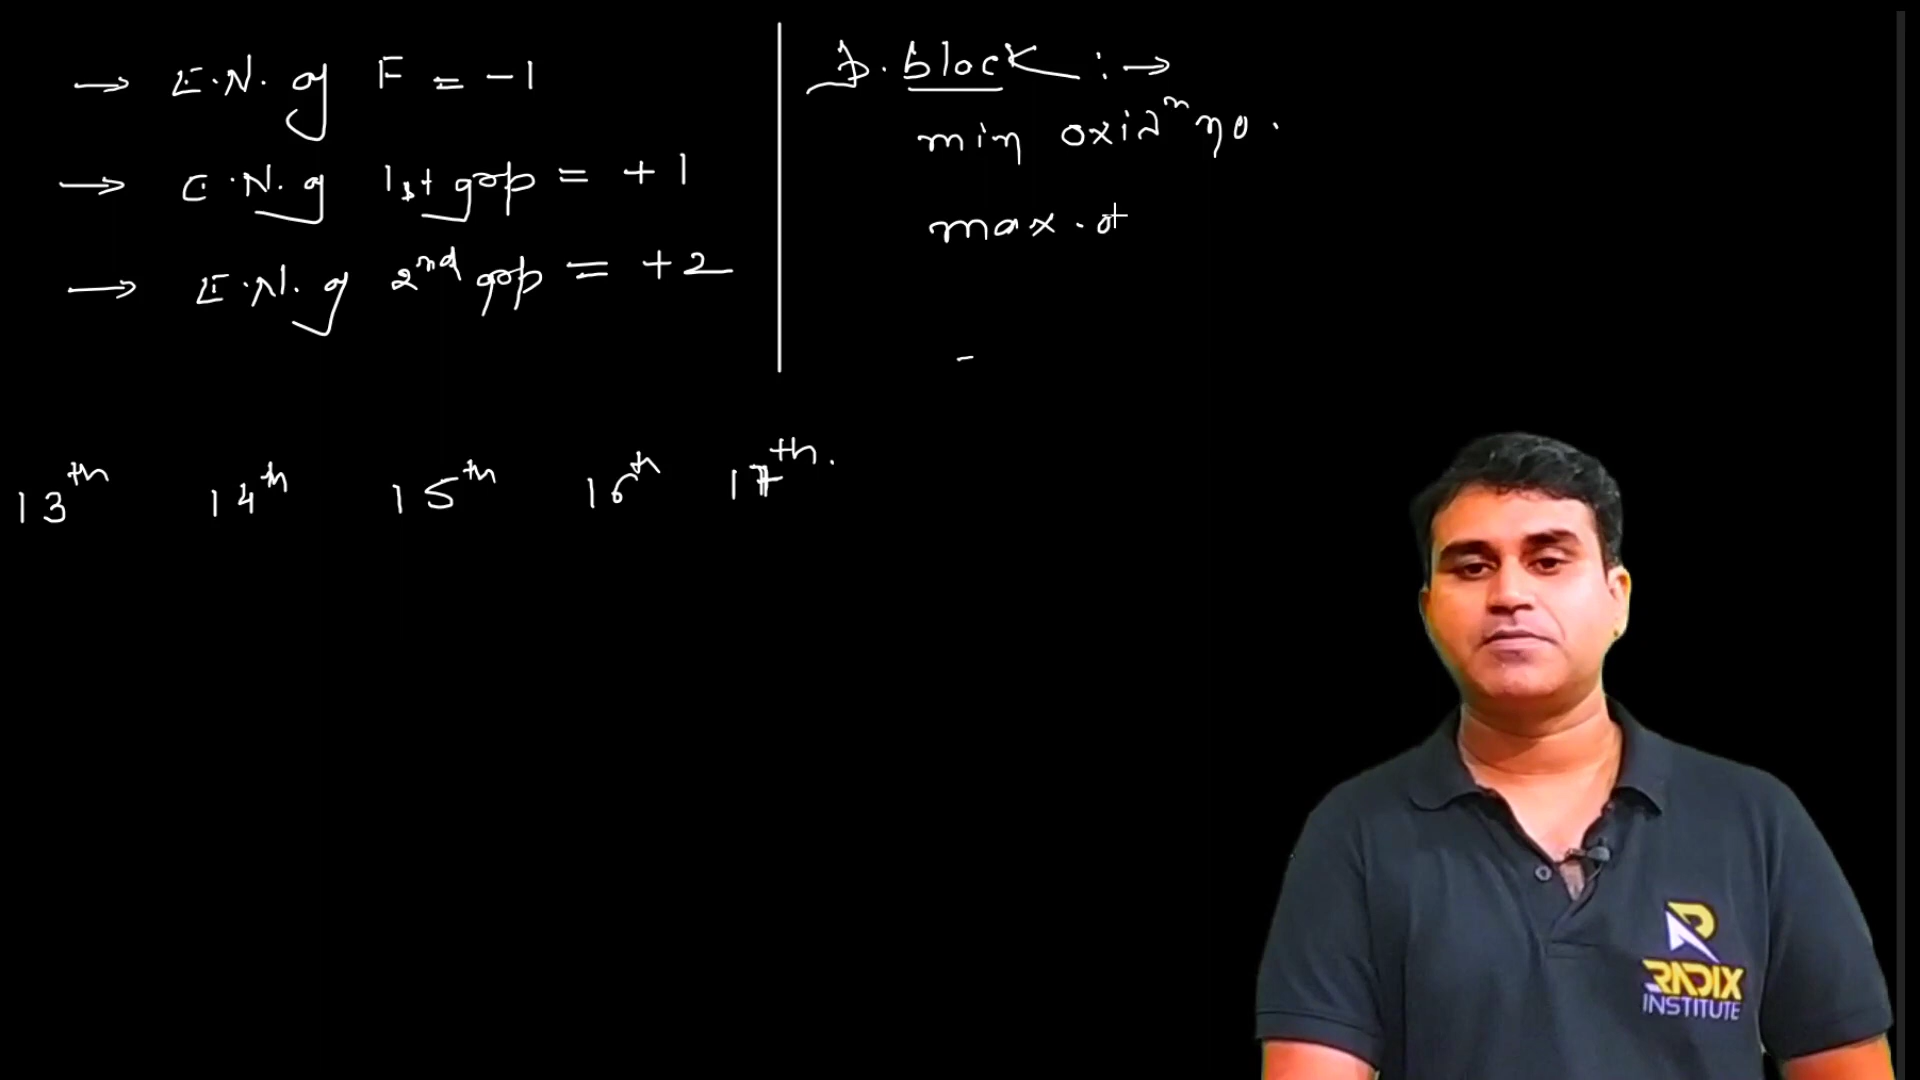 → E.N. of F = -1
→ E.N. of 1st grp = +1
→ E.N. of 2nd grp = +2
p. block :→
min oxidn no.
max.
-
13th 14th 15th 16th 17th.
RADIX
INSTITUTE